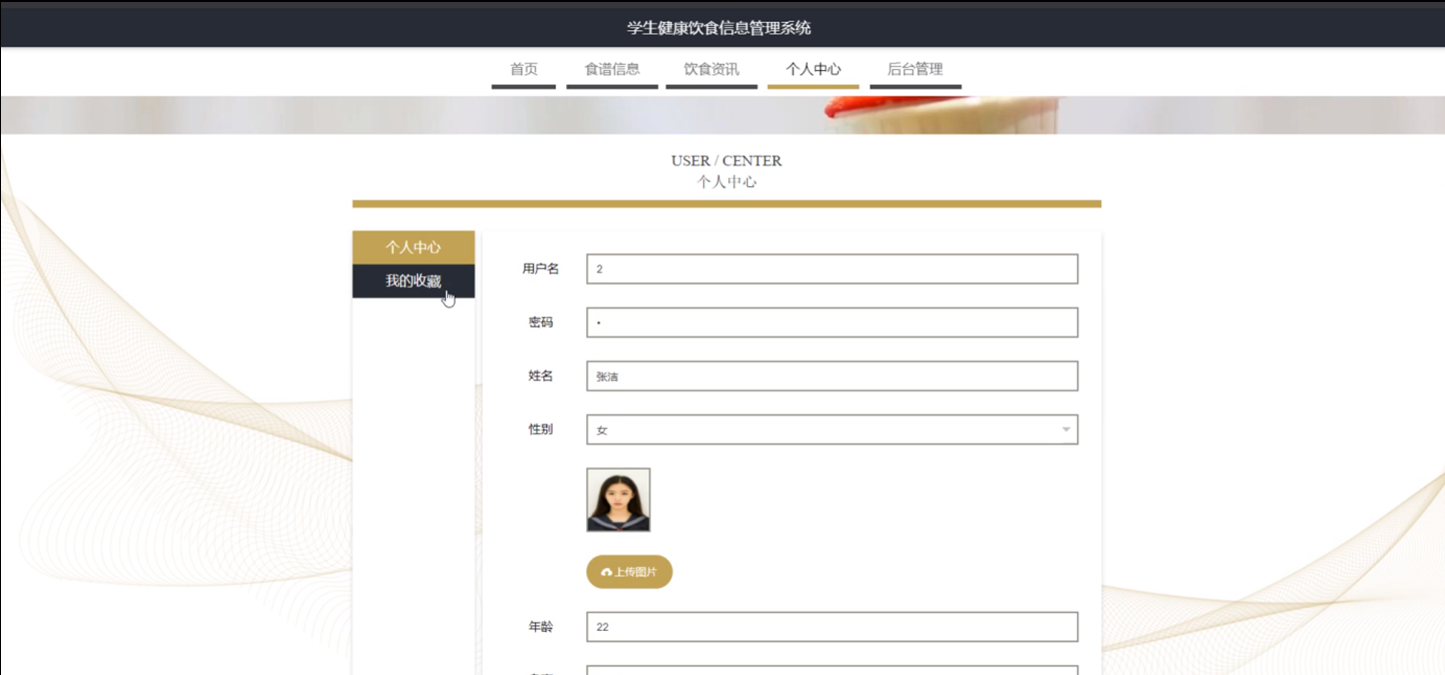 学生健康饮食信息管理系统
首页 食谱信息 饮食资讯 个人中心 后台管理
USER / CENTER
个人中心
个人中心
我的收藏
用户名 2
密码 •
姓名 张洁
性别 女
上传图片
年龄 22